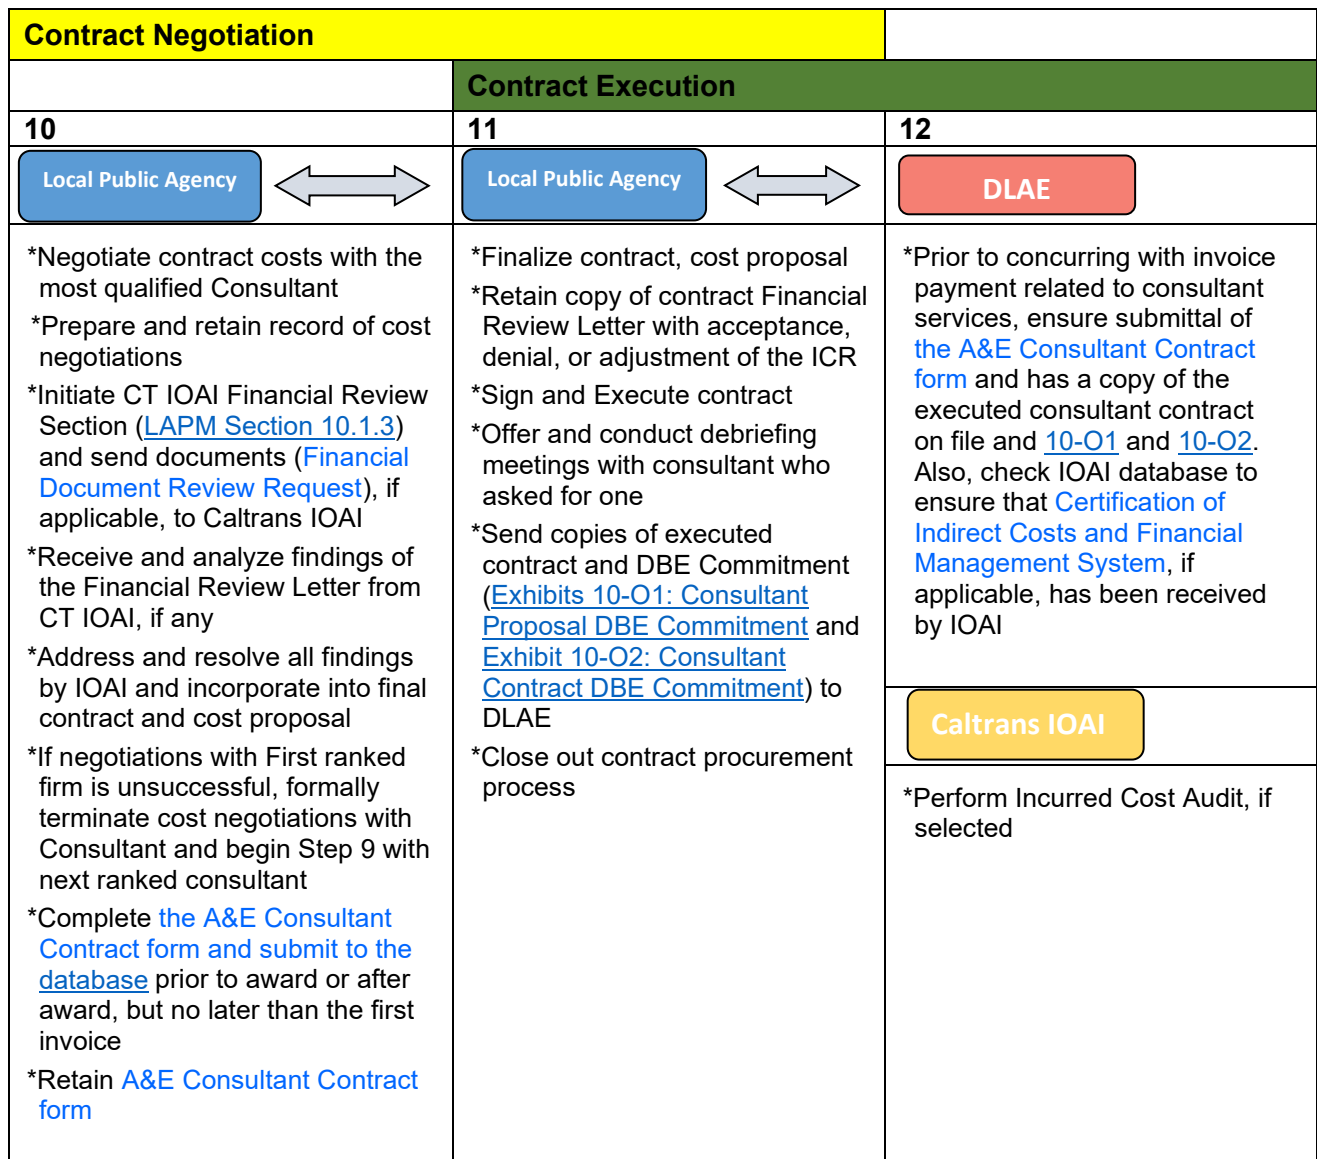 Contract Negotiation
Contract Execution
10
Local Public Agency
*Negotiate contract costs with the
most qualified Consultant
*Prepare and retain record of cost
negotiations
*Initiate CT IOAI Financial Review
Section (LAPM Section 10.1.3)
and send documents (Financial
Document Review Request), if
applicable, to Caltrans IOAI
*Receive and analyze findings of
the Financial Review Letter from
CT IOAI, if any
*Address and resolve all findings
by IOAI and incorporate into final
contract and cost proposal
*If negotiations with First ranked
firm is unsuccessful, formally
terminate cost negotiations with
Consultant and begin Step 9 with
next ranked consultant
*Complete the A&E Consultant
Contract form and submit to the
database prior to award or after
award, but no later than the first
invoice
*Retain A&E Consultant Contract
form
11
Local Public Agency
*Finalize contract, cost proposal
*Retain copy of contract Financial
Review Letter with acceptance,
denial, or adjustment of the ICR
*Sign and Execute contract
*Offer and conduct debriefing
meetings with consultant who
asked for one
*Send copies of executed
contract and DBE Commitment
(Exhibits 10-O1: Consultant
Proposal DBE Commitment and
Exhibit 10-O2: Consultant
Contract DBE Commitment) to
DLAE
*Close out contract procurement
process
12
DLAE
*Prior to concurring with invoice
payment related to consultant
services, ensure submittal of
the A&E Consultant Contract
form and has a copy of the
executed consultant contract
on file and 10-O1 and 10-O2.
Also, check IOAI database to
ensure that Certification of
Indirect Costs and Financial
Management System, if
applicable, has been received
by IOAI
Caltrans IOAI
*Perform Incurred Cost Audit, if
selected